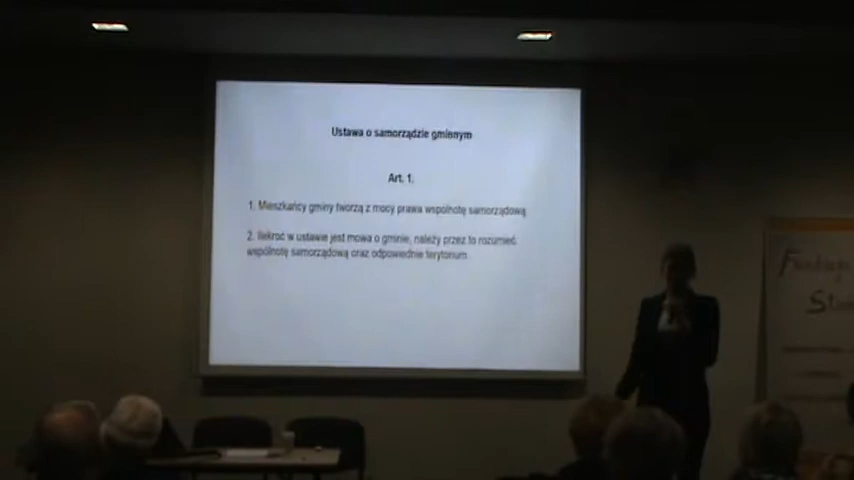 Ustawa o samorządzie gminnym
Art. 1.
1. Mieszkańcy gminy tworzą z mocy prawa wspólnotę samorządową.
2. Ilekroć w ustawie jest mowa o gminie, należy przez to rozumieć
wspólnotę samorządową oraz odpowiednie terytorium.